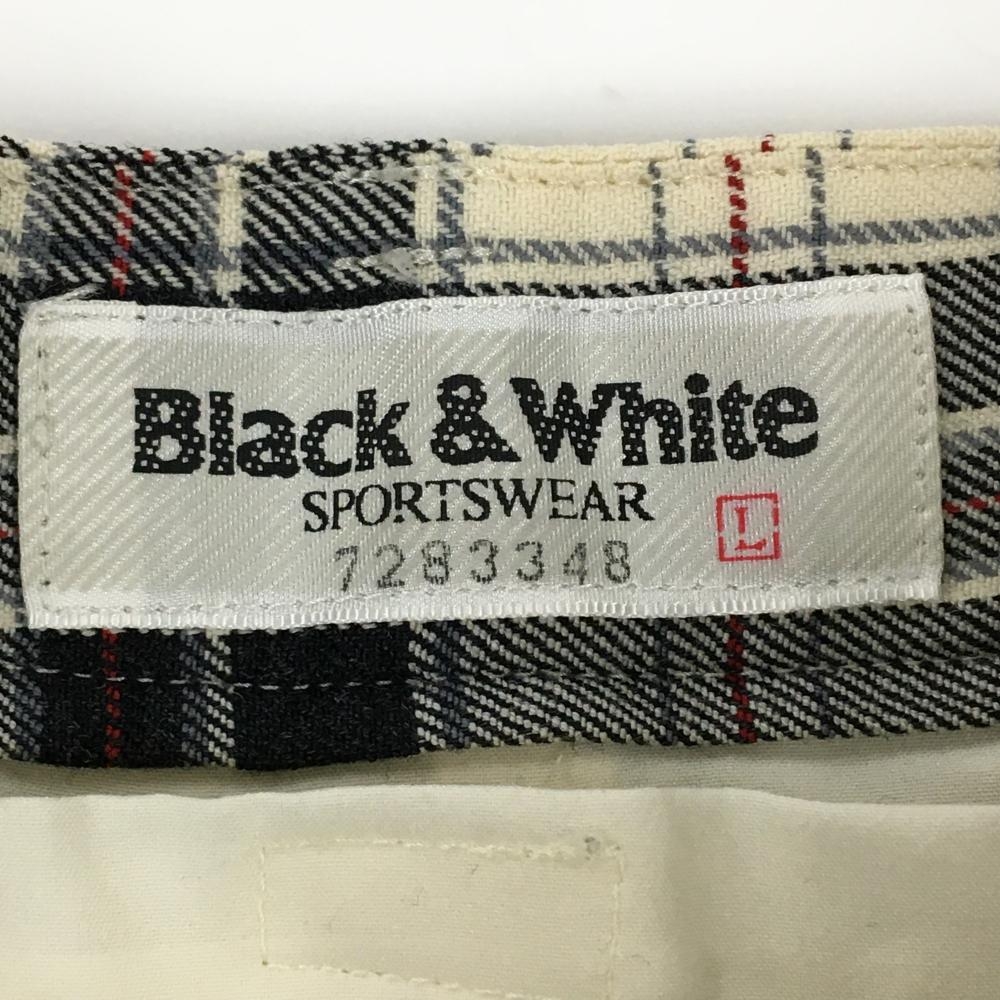 Black & White
SPORTSWEAR
7283348
L